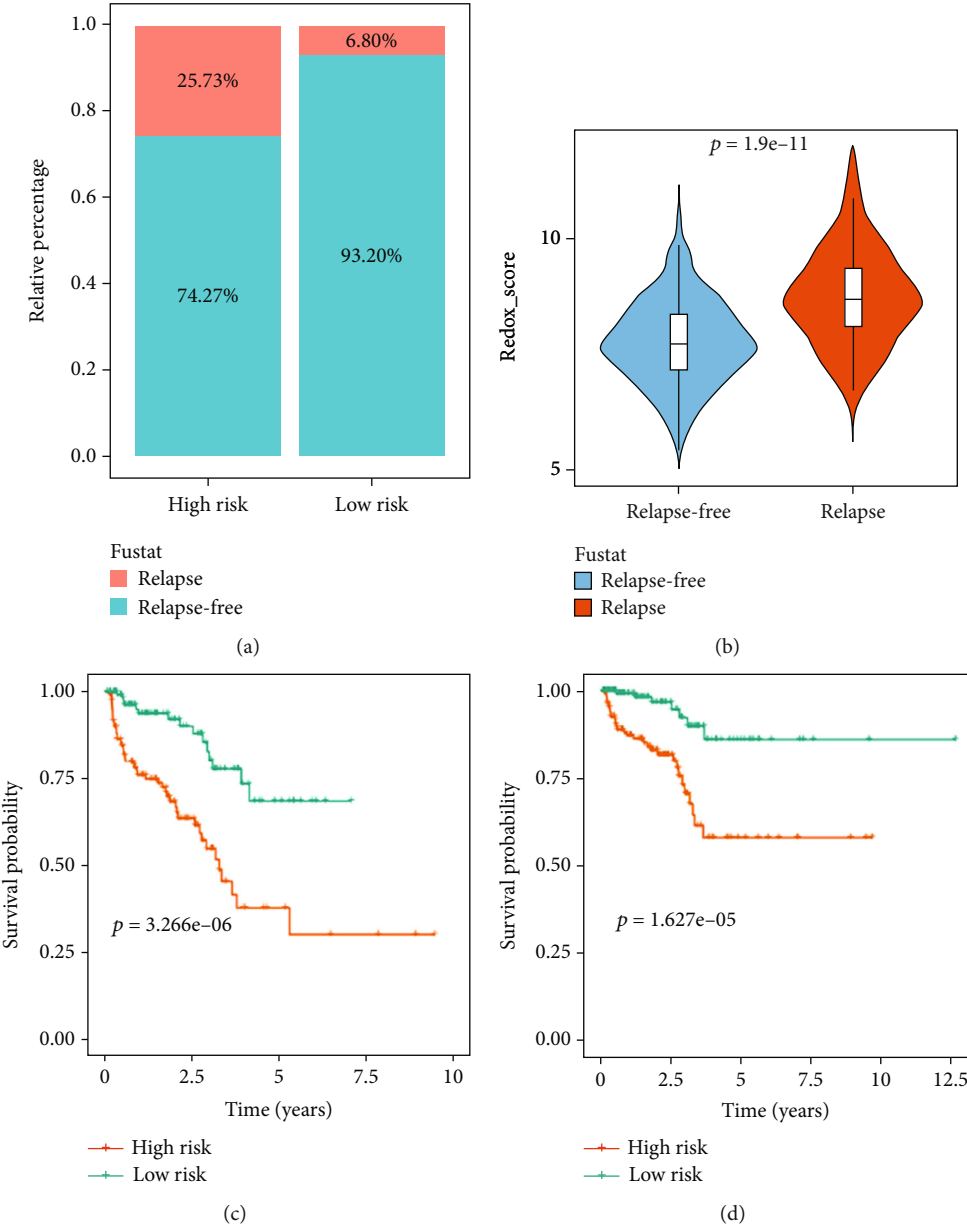 1.0
0.8
0.6
0.4
0.2
0.0
Relative percentage
25.73%
74.27%
6.80%
93.20%
High risk
Low risk
Fustat
Relapse
Relapse-free
(a)
p = 1.9e–11
10
5
Redox_score
Relapse-free
Relapse
Fustat
Relapse-free
Relapse
(b)
1.00
0.75
0.50
0.25
0.00
Survival probability
p = 3.266e–06
0 2.5 5 7.5 10
Time (years)
High risk
Low risk
(c)
1.00
0.75
0.50
0.25
0.00
Survival probability
p = 1.627e–05
0 2.5 5 7.5 10 12.5
Time (years)
High risk
Low risk
(d)